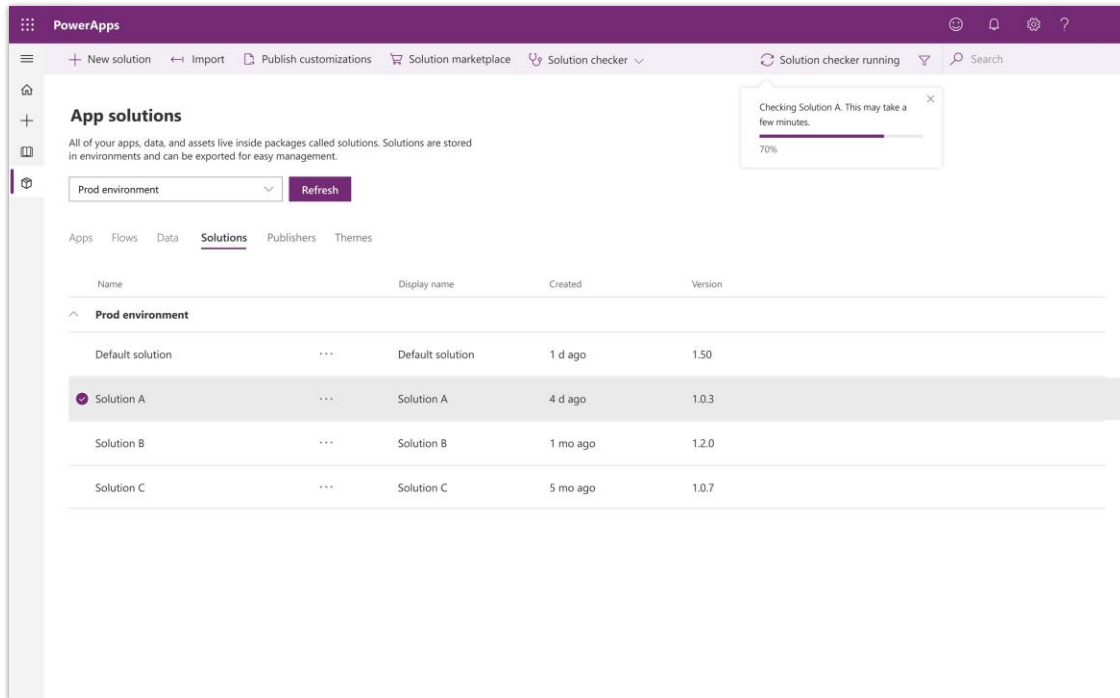 PowerApps
New solution Import Publish customizations Solution marketplace Solution checker Solution checker running Search
Checking Solution A. This may take a
few minutes.
70%
App solutions
All of your apps, data, and assets live inside packages called solutions. Solutions are stored
in environments and can be exported for easy management.
Prod environment Refresh
Apps Flows Data Solutions Publishers Themes
Name Display name Created Version
Prod environment
Default solution ... Default solution 1 d ago 1.50
Solution A ... Solution A 4 d ago 1.0.3
Solution B ... Solution B 1 mo ago 1.2.0
Solution C ... Solution C 5 mo ago 1.0.7